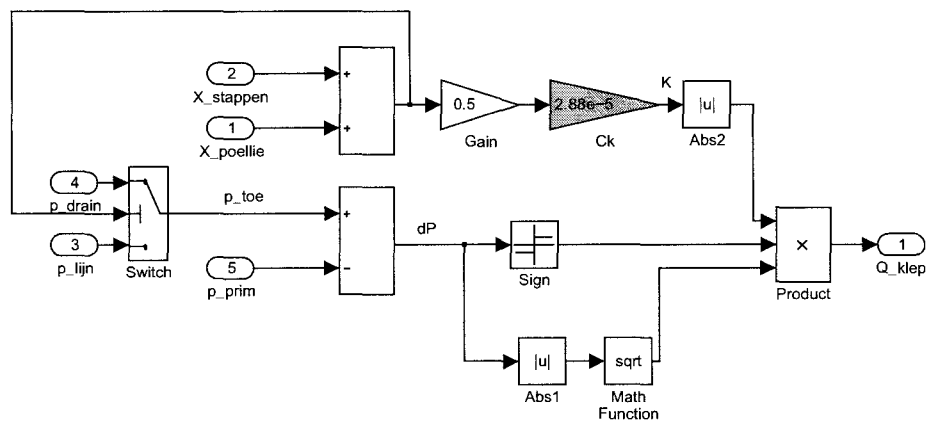 2
X_stappen
+
1
X_poellie
+
0.5
Gain
2.88e-5
Ck
K
|u|
Abs2
4
p_drain
3
p_lijn
Switch
p_toe
+
5
p_prim
-
dP
Sign
×
Product
1
Q_klep
|u|
Abs1
sqrt
Math
Function